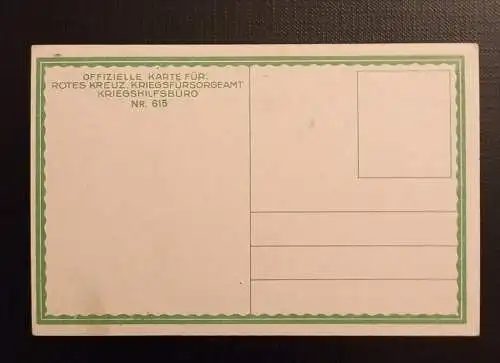 OFFIZIELLE KARTE FÜR:
ROTES KREUZ, KRIEGSFÜRSORGEAMT
KRIEGSHILFSBÜRO
NR. 615